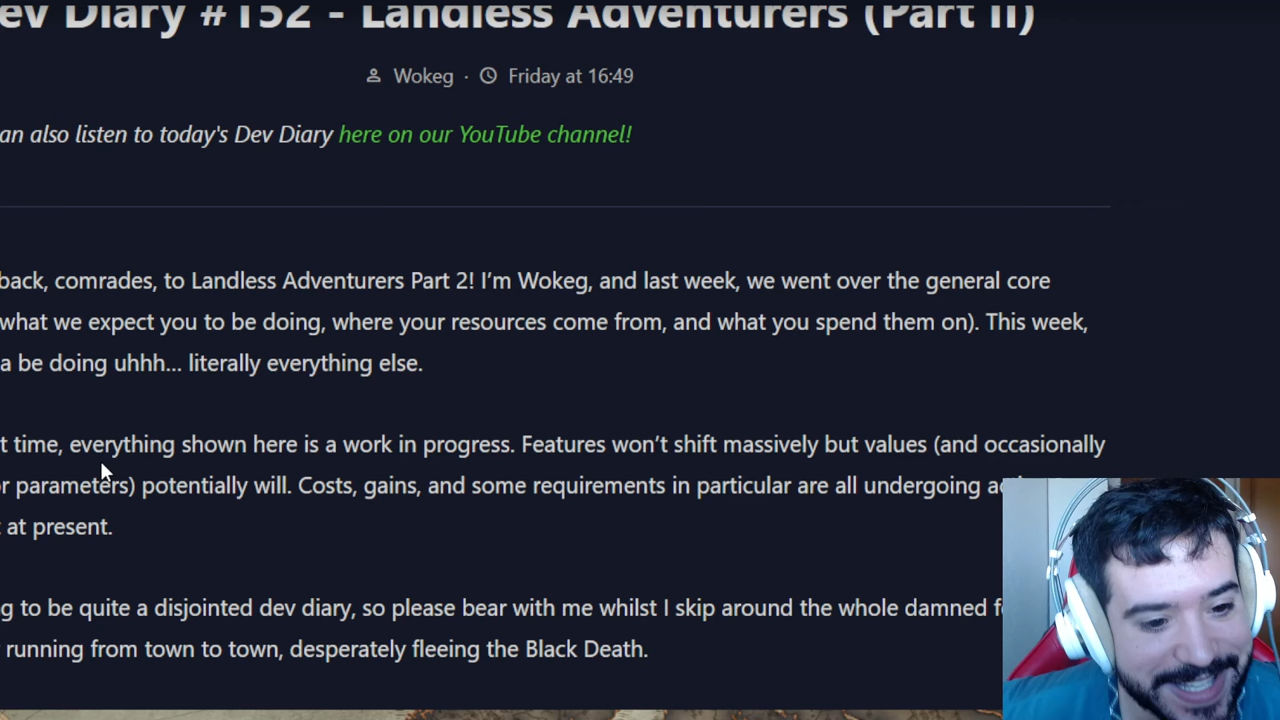 ev Diary #152 - Landless Adventurers (Part II)
Wokeg · Friday at 16:49
an also listen to today's Dev Diary here on our YouTube channel!
back, comrades, to Landless Adventurers Part 2! I'm Wokeg, and last week, we went over the general core
what we expect you to be doing, where your resources come from, and what you spend them on). This week,
a be doing uhhh... literally everything else.
t time, everything shown here is a work in progress. Features won't shift massively but values (and occasionally
or parameters) potentially will. Costs, gains, and some requirements in particular are all undergoing
at present.
g to be quite a disjointed dev diary, so please bear with me whilst I skip around the whole damned
running from town to town, desperately fleeing the Black Death.